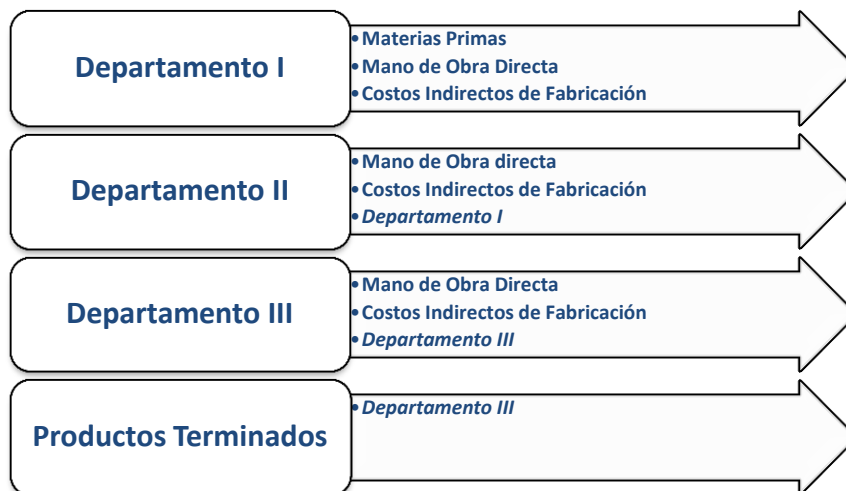 Departamento I
• Materias Primas
• Mano de Obra Directa
• Costos Indirectos de Fabricación
Departamento II
• Mano de Obra directa
• Costos Indirectos de Fabricación
• Departamento I
Departamento III
• Mano de Obra Directa
• Costos Indirectos de Fabricación
• Departamento III
Productos Terminados
• Departamento III